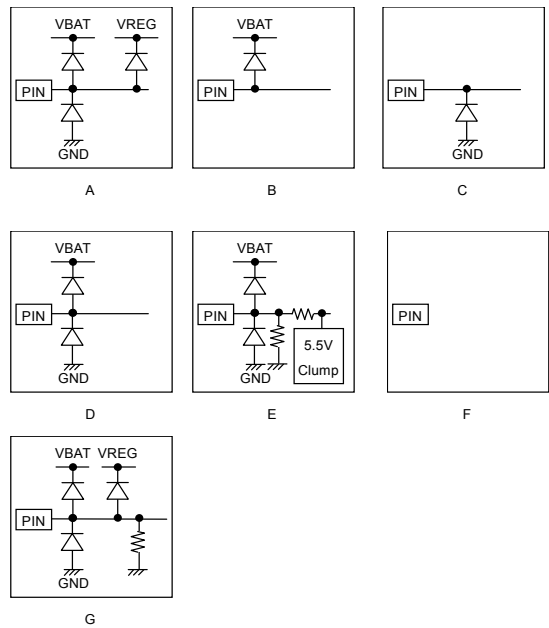 VBAT VREG
PIN
GND
A
VBAT
PIN
B
PIN
GND
C
VBAT
PIN
GND
D
VBAT
PIN
GND
5.5V
Clump
E
PIN
F
VBAT VREG
PIN
GND
G